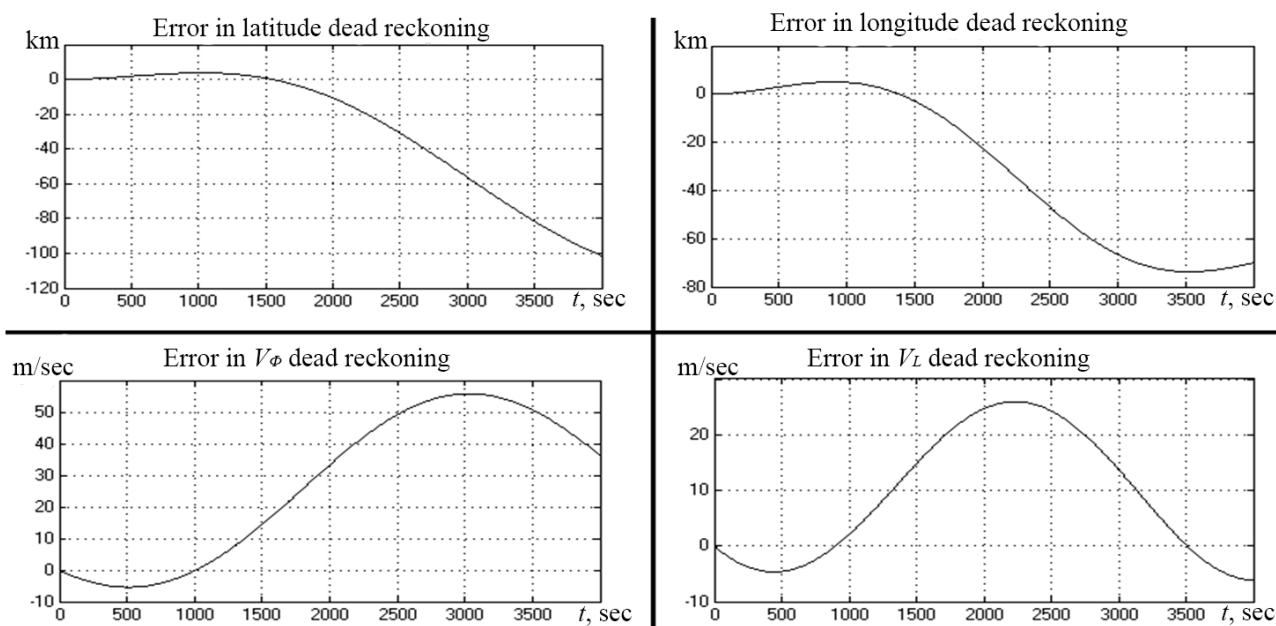 Error in latitude dead reckoning
km
0
-20
-40
-60
-80
-100
-120
0 500 1000 1500 2000 2500 3000 3500 t, sec
Error in longitude dead reckoning
km
0
-20
-40
-60
-80
0 500 1000 1500 2000 2500 3000 3500 t, sec
Error in VΦ dead reckoning
m/sec
50
40
30
20
10
0
-10
0 500 1000 1500 2000 2500 3000 3500 t, sec
Error in VL dead reckoning
m/sec
20
10
0
-10
0 500 1000 1500 2000 2500 3000 3500 t, sec